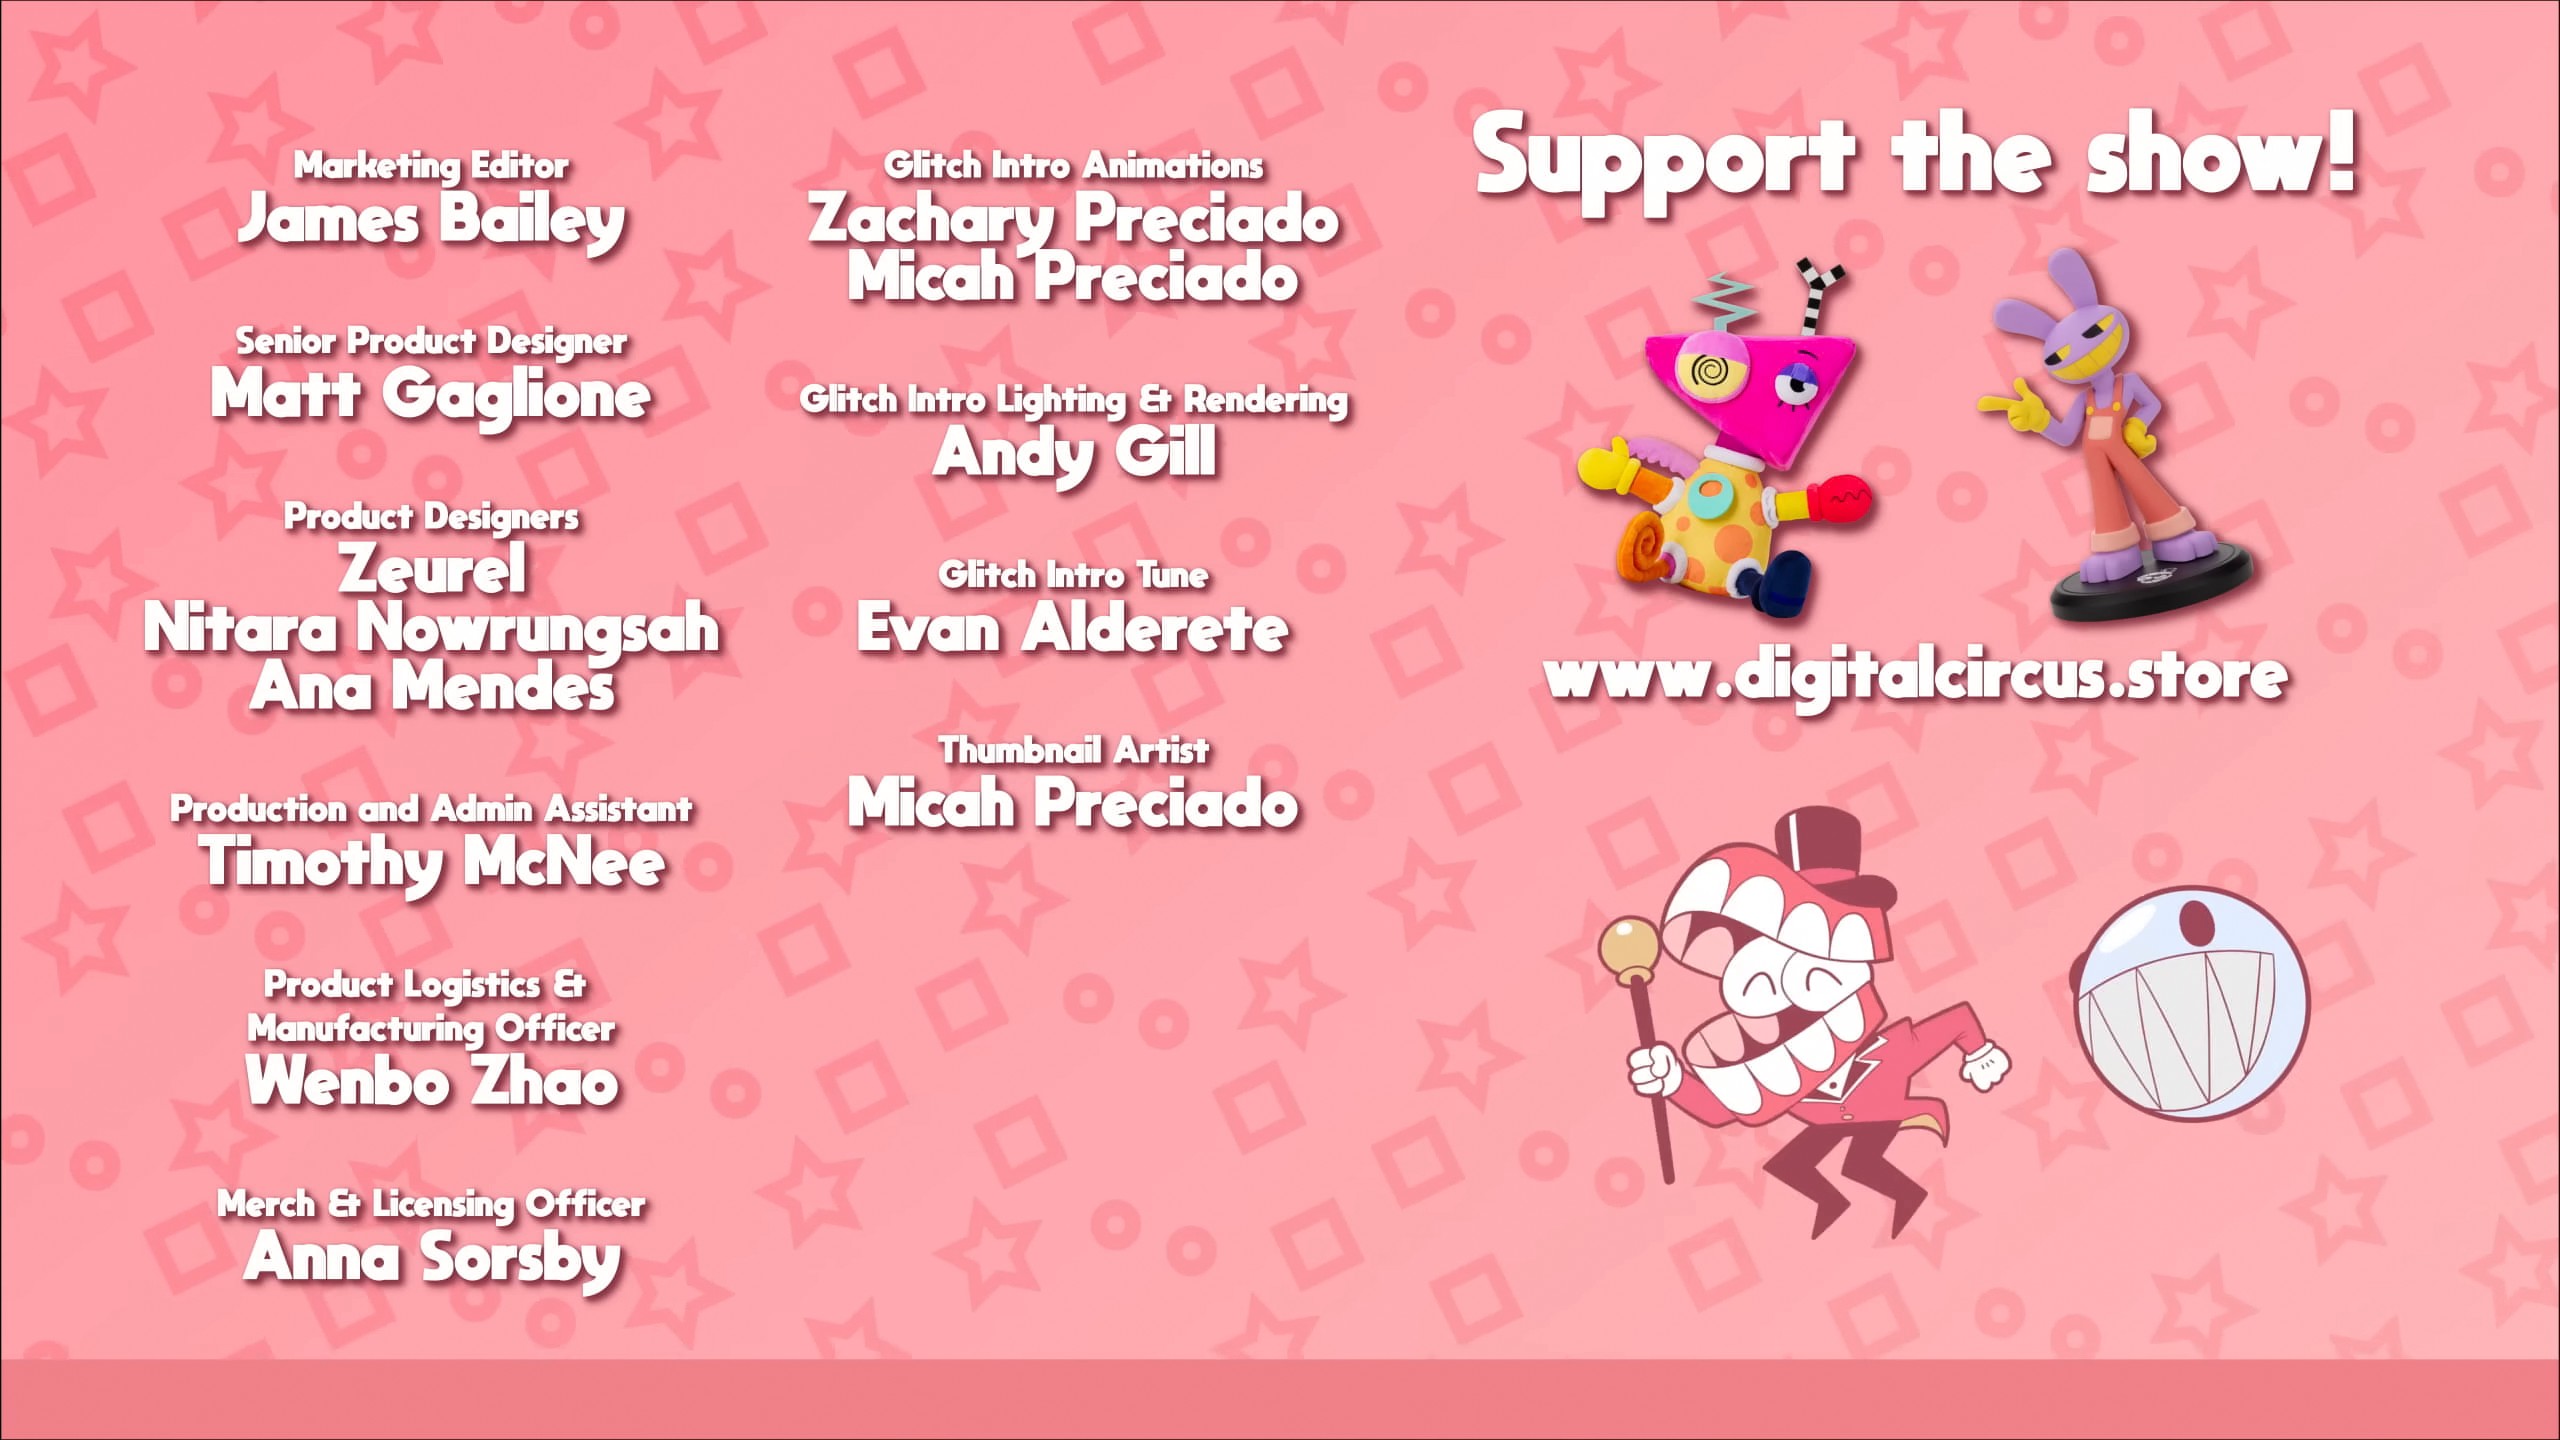 Marketing Editor
James Bailey
Senior Product Designer
Matt Gaglione
Product Designers
Zeurel
Nitara Nowrungsah
Ana Mendes
Production and Admin Assistant
Timothy McNee
Product Logistics &
Manufacturing Officer
Wenbo Zhao
Merch & Licensing Officer
Anna Sorsby
Glitch Intro Animations
Zachary Preciado
Micah Preciado
Glitch Intro Lighting & Rendering
Andy Gill
Glitch Intro Tune
Evan Alderete
Thumbnail Artist
Micah Preciado
Support the show!
www.digitalcircus.store